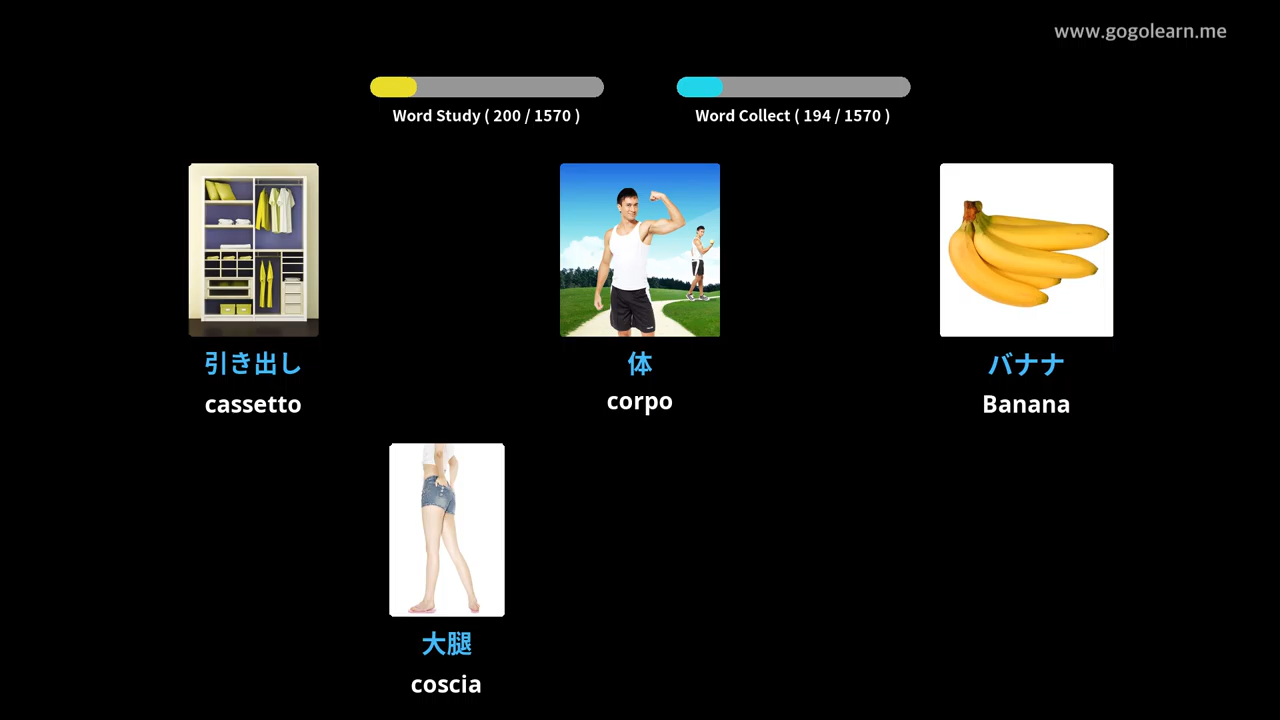 www.gogolearn.me
Word Study ( 200 / 1570 )
Word Collect ( 194 / 1570 )
引き出し
cassetto
体
corpo
バナナ
Banana
大腿
coscia